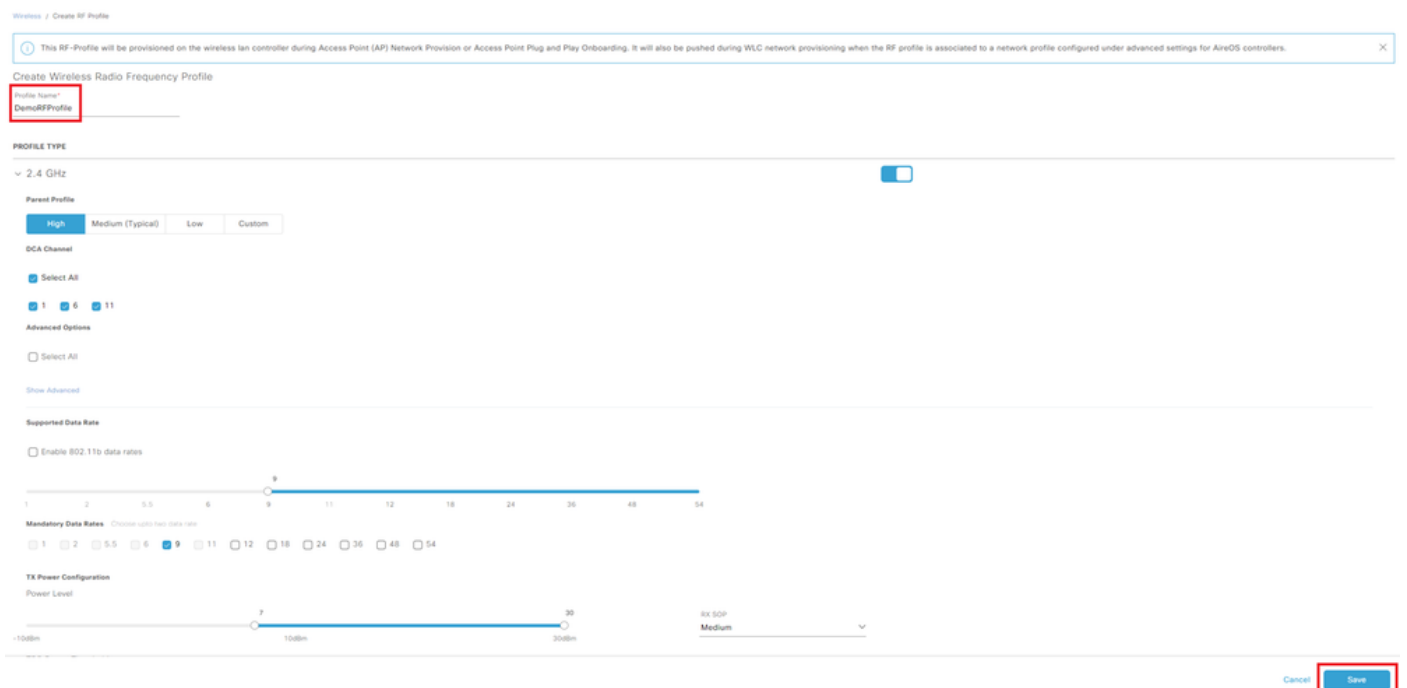 Wireless / Create RF Profile
This RF-Profile will be provisioned on the wireless lan controller during Access Point (AP) Network Provision or Access Point Plug and Play Onboarding. It will also be pushed during WLC network provisioning when the RF profile is associated to a network profile configured under advanced settings for AireOS controllers.
Create Wireless Radio Frequency Profile
Profile Name*
DemoRFProfile
PROFILE TYPE
2.4 GHz
Parent Profile
High Medium (Typical) Low Custom
DCA Channel
Select All
1 6 11
Advanced Options
Select All
Show Advanced
Supported Data Rate
Enable 802.11b data rates
9
1 2 5.5 6 9 11 12 18 24 36 48 54
Mandatory Data Rates Choose upto two data rate
1 2 5.5 6 9 11 12 18 24 36 48 54
TX Power Configuration
Power Level
7 30
-10dBm 10dBm 30dBm
RX SOP
Medium
Cancel Save